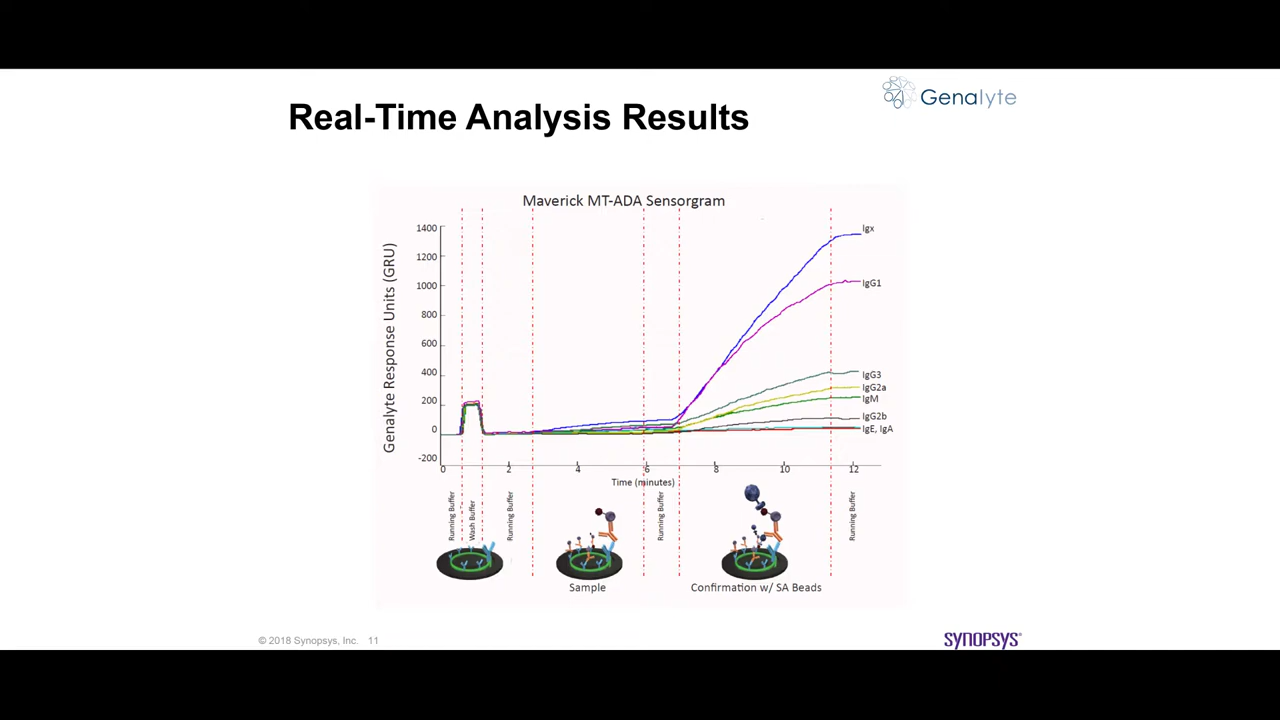 Genalyte
Real-Time Analysis Results
Maverick MT-ADA Sensorgram
Genalyte Response Units (GRU)
1400
1200
1000
800
600
400
200
0
-200
Igx
IgG1
IgG3
IgG2a
IgM
IgG2b
IgE, IgA
0 2 4 6 8 10 12
Time (minutes)
Running Buffer
Wash Buffer
Running Buffer
Running Buffer
Running Buffer
Sample
Confirmation w/ SA Beads
© 2018 Synopsys, Inc. 11
SYNOPSYS®